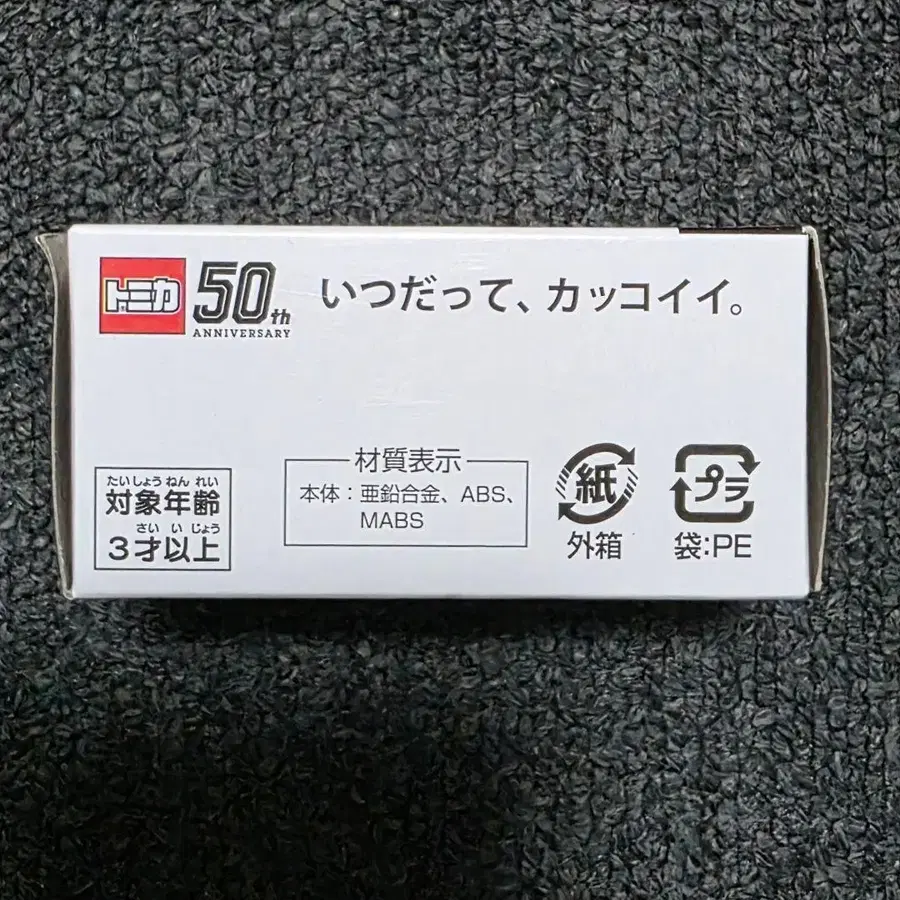 トミカ 50th
ANNIVERSARY
いつだって、カッコイイ。
たいしょうねんれい
対象年齢
さいいじょう
3才以上
材質表示
本体：亜鉛合金、ABS、
MABS
紙
外箱
プラ
袋:PE